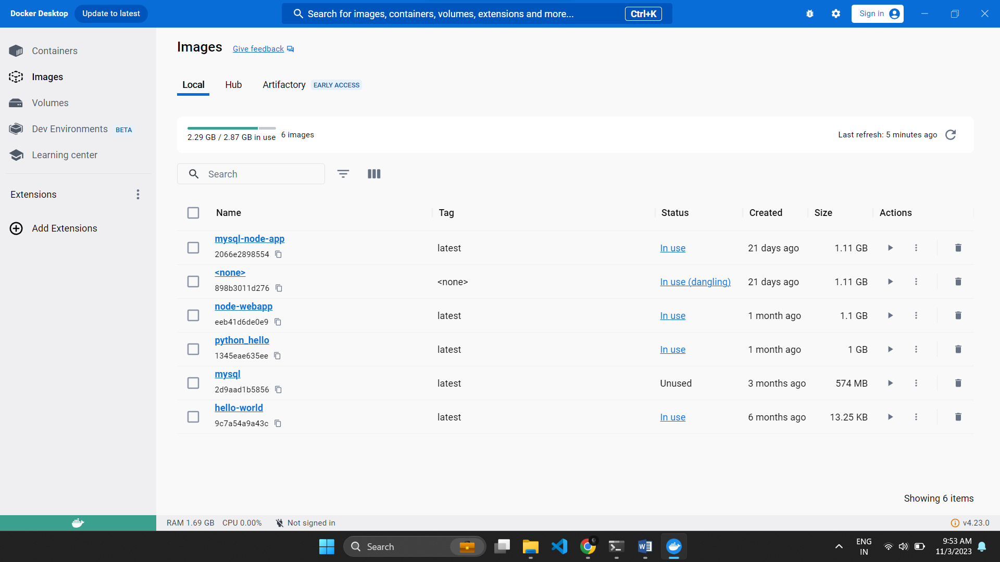 Docker Desktop Update to latest Search for images, containers, volumes, extensions and more... Ctrl+K Sign in
Containers
Images
Volumes
Dev Environments BETA
Learning center
Extensions
Add Extensions
Images Give feedback
Local Hub Artifactory EARLY ACCESS
2.29 GB / 2.87 GB in use 6 images Last refresh: 5 minutes ago
Search
Name Tag Status Created Size Actions
mysql-node-app
2066e2898554
latest In use 21 days ago 1.11 GB
<none>
898b3011d276
<none> In use (dangling) 21 days ago 1.11 GB
node-webapp
eeb41d6de0e9
latest In use 1 month ago 1.1 GB
python_hello
1345eae635ee
latest In use 1 month ago 1 GB
mysql
2d9aad1b5856
latest Unused 3 months ago 574 MB
hello-world
9c7a54a9a43c
latest In use 6 months ago 13.25 KB
Showing 6 items
RAM 1.69 GB CPU 0.00% Not signed in v4.23.0
Search
ENG
IN
9:53 AM
11/3/2023